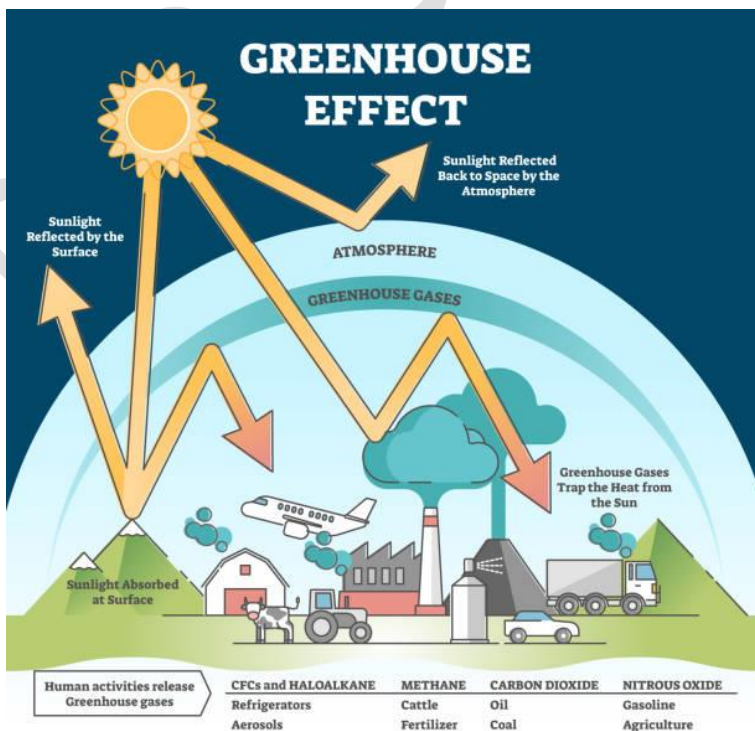 GREENHOUSE
EFFECT
Sunlight Reflected
Back to Space by the
Atmosphere
Sunlight
Reflected by the
Surface
ATMOSPHERE
GREENHOUSE GASES
Greenhouse Gases
Trap the Heat from
the Sun
Sunlight Absorbed
at Surface
Human activities release
Greenhouse gases
CFCs and HALOALKANE METHANE CARBON DIOXIDE NITROUS OXIDE
Refrigerators Cattle Oil Gasoline
Aerosols Fertilizer Coal Agriculture